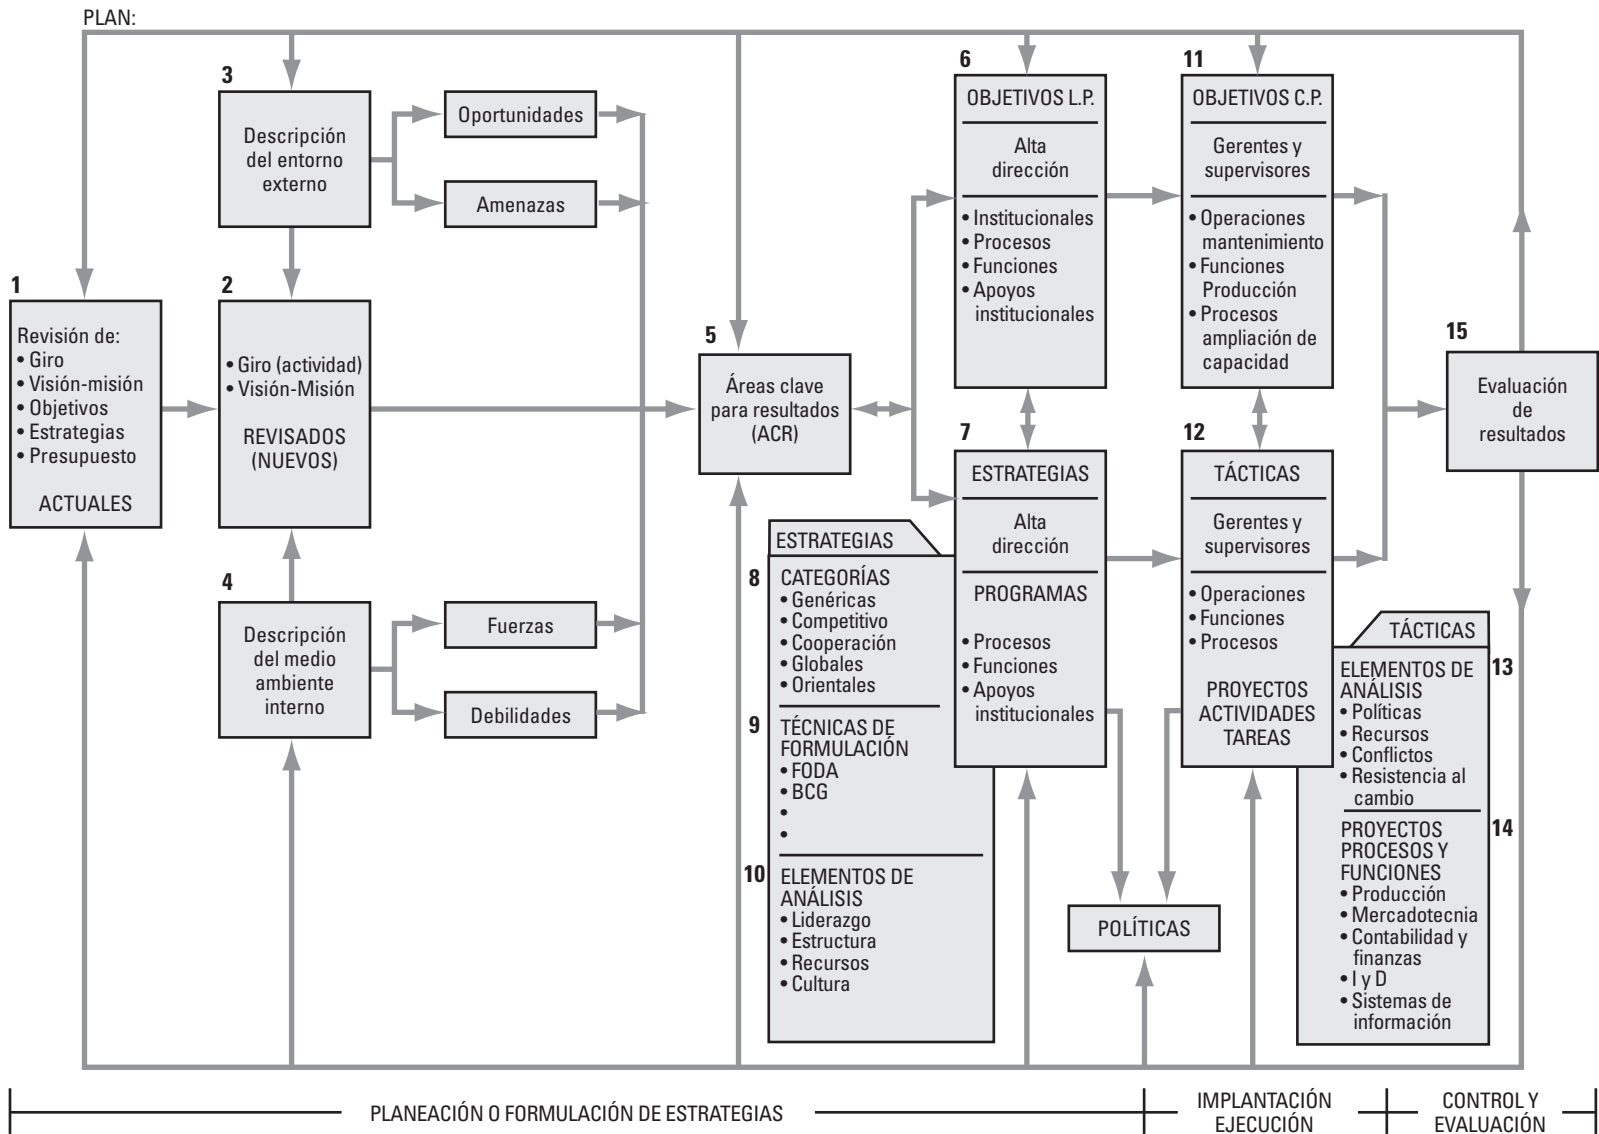 PLAN:
3
Descripción
del entorno
externo
Oportunidades
Amenazas
1
Revisión de:
• Giro
• Visión-misión
• Objetivos
• Estrategias
• Presupuesto
ACTUALES
2
• Giro (actividad)
• Visión-Misión
REVISADOS
(NUEVOS)
4
Descripción
del medio
ambiente
interno
Fuerzas
Debilidades
5
Áreas clave
para resultados
(ACR)
6
OBJETIVOS L.P.
Alta
dirección
• Institucionales
• Procesos
• Funciones
• Apoyos
institucionales
7
ESTRATEGIAS
Alta
dirección
PROGRAMAS
• Procesos
• Funciones
• Apoyos
institucionales
ESTRATEGIAS
8
CATEGORÍAS
• Genéricas
• Competitivo
• Cooperación
• Globales
• Orientales
9
TÉCNICAS DE
FORMULACIÓN
• FODA
• BCG
•
•
10
ELEMENTOS DE
ANÁLISIS
• Liderazgo
• Estructura
• Recursos
• Cultura
11
OBJETIVOS C.P.
Gerentes y
supervisores
• Operaciones
mantenimiento
• Funciones
Producción
• Procesos
ampliación de
capacidad
12
TÁCTICAS
Gerentes y
supervisores
• Operaciones
• Funciones
• Procesos
PROYECTOS
ACTIVIDADES
TAREAS
TÁCTICAS
13
ELEMENTOS DE
ANÁLISIS
• Políticas
• Recursos
• Conflictos
• Resistencia al
cambio
14
PROYECTOS
PROCESOS Y
FUNCIONES
• Producción
• Mercadotecnia
• Contabilidad y
finanzas
• I y D
• Sistemas de
información
POLÍTICAS
15
Evaluación
de
resultados
PLANEACIÓN O FORMULACIÓN DE ESTRATEGIAS
IMPLANTACIÓN
EJECUCIÓN
CONTROL Y
EVALUACIÓN